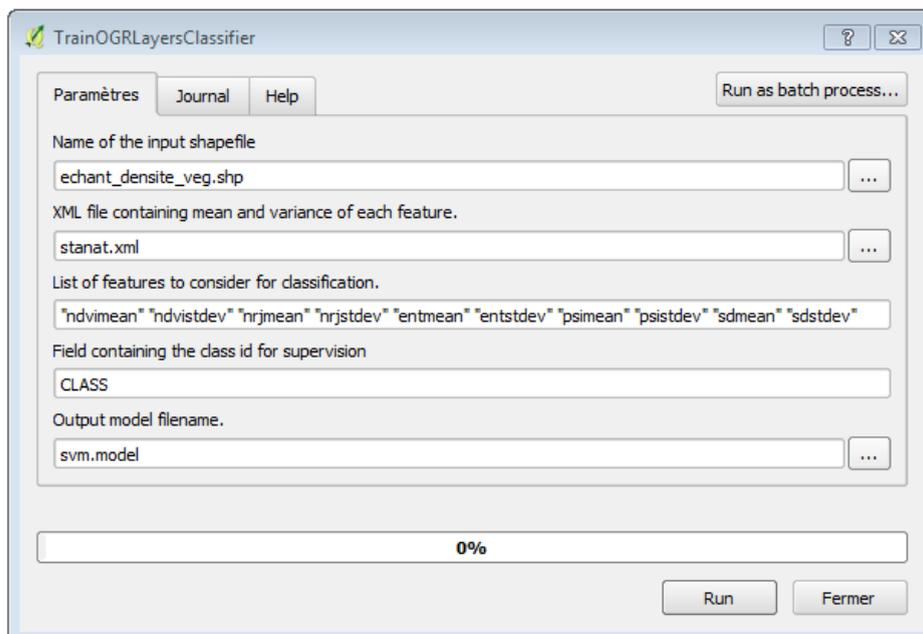 TrainOGRLayersClassifier
Paramètres Journal Help Run as batch process...
Name of the input shapefile
echant_densite_veg.shp ...
XML file containing mean and variance of each feature.
stanat.xml ...
List of features to consider for classification.
"ndvimean" "ndvistdev" "nrjmean" "nrjstdev" "entmean" "entstdev" "psimean" "psistdev" "sdmean" "sdstdev"
Field containing the class id for supervision
CLASS
Output model filename.
svm.model ...
0%
Run Fermer